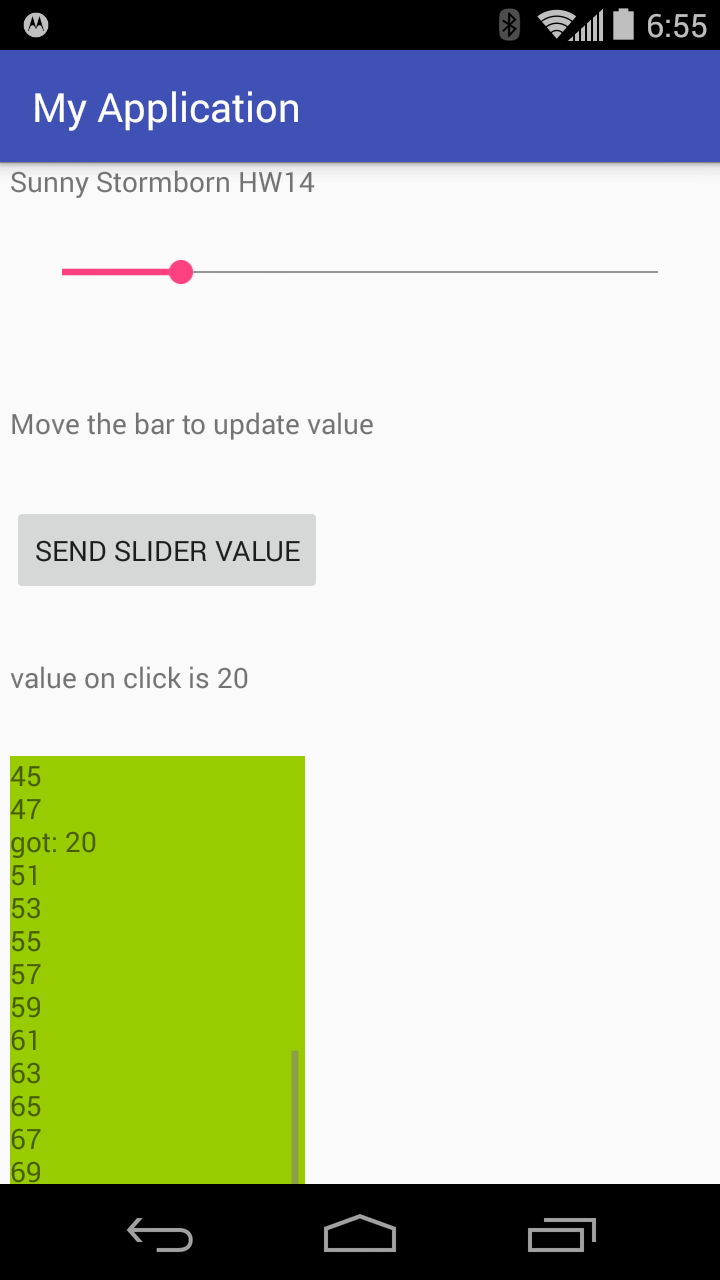 6:55
My Application
Sunny Stormborn HW14
Move the bar to update value
SEND SLIDER VALUE
value on click is 20
45
47
got: 20
51
53
55
57
59
61
63
65
67
69